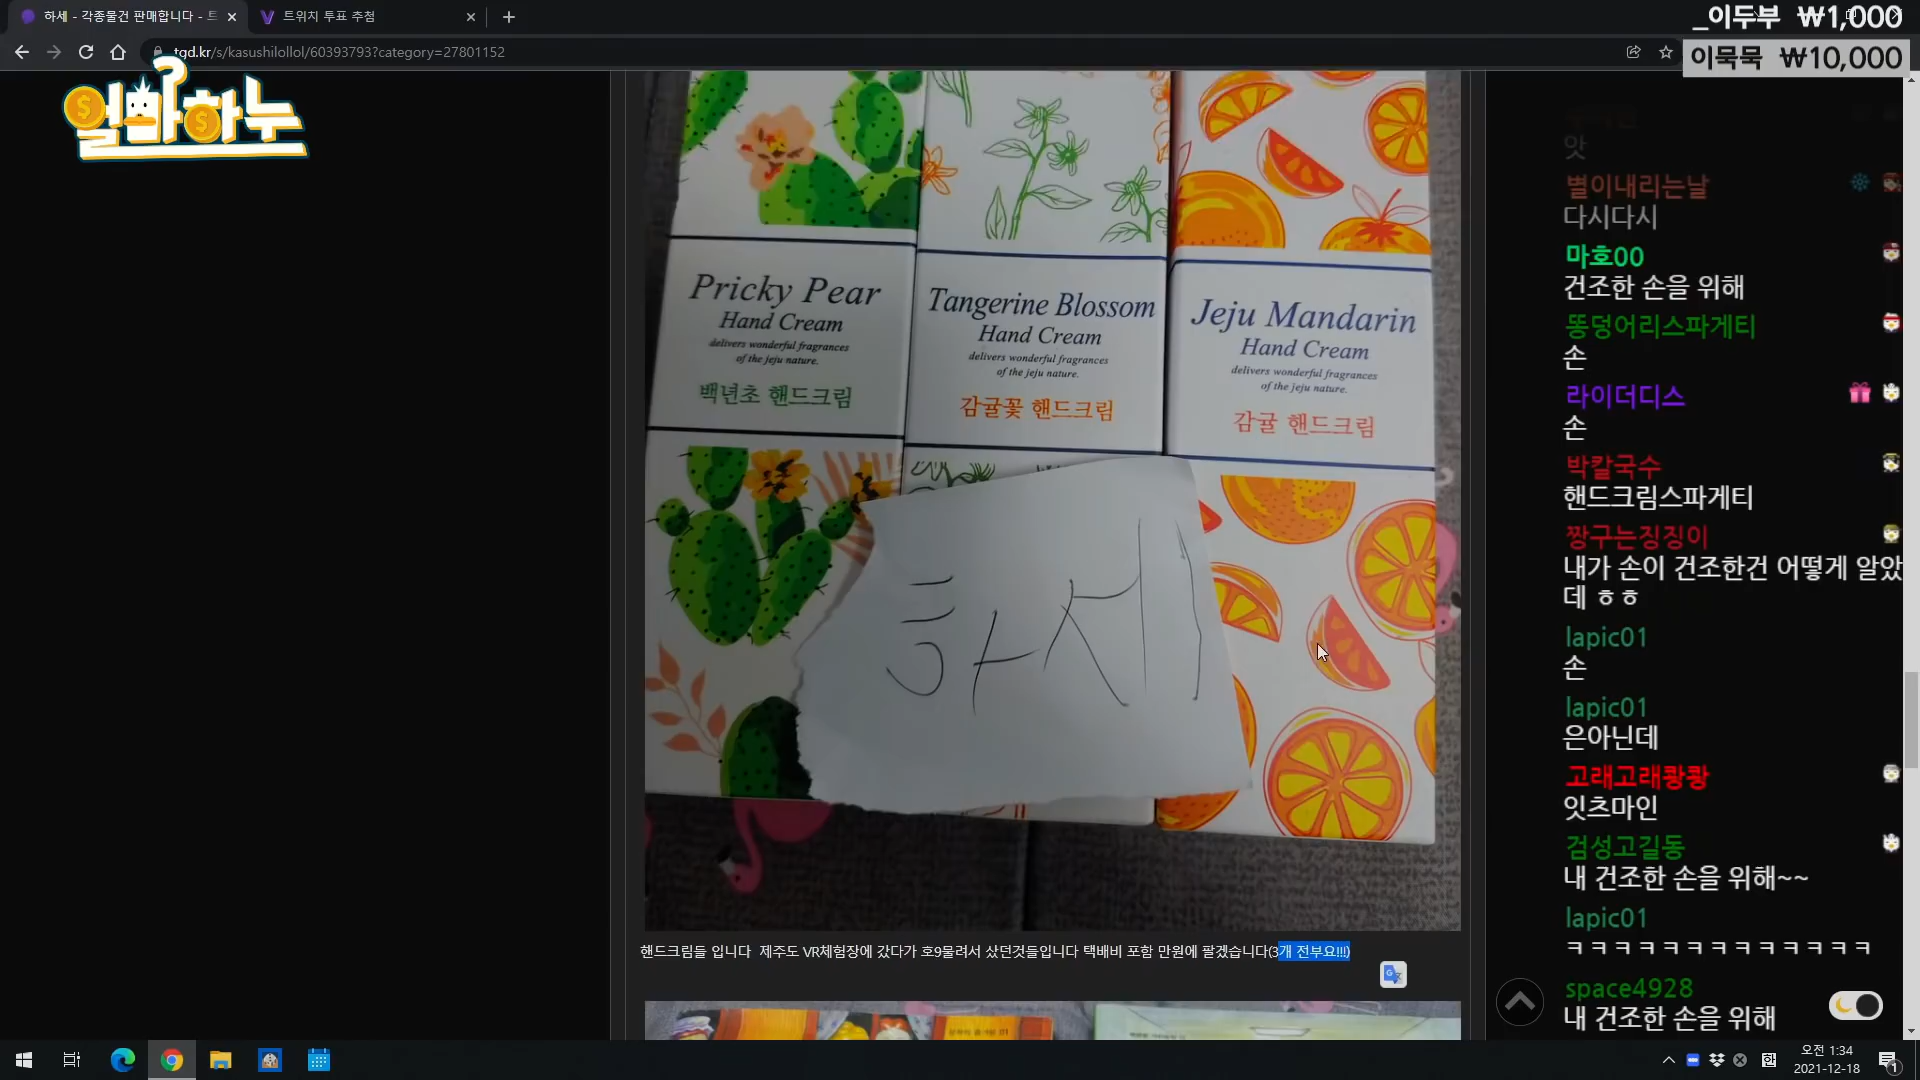 하세 - 각종물건 판매합니다 - 트
트위치 투표 추첨
_이두부 ₩1,000
tgd.kr/s/kasushilollol/60393793?category=27801152
이묵묵 ₩10,000
얼마하누?
앗
별이내리는날
다시다시
마호00
건조한 손을 위해
똥덩어리스파게티
손
라이더디스
손
박칼국수
핸드크림스파게티
짱구는징징이
내가 손이 건조한건 어떻게 알았
데 ㅎㅎ
lapic01
손
lapic01
은아닌데
고래고래쾅쾅
잇츠마인
검성고길동
내 건조한 손을 위해~~
lapic01
ㅋㅋㅋㅋㅋㅋㅋㅋㅋㅋㅋㅋㅋ
space4928
내 건조한 손을 위해
Pricky Pear
Hand Cream
delivers wonderful fragrances
of the jeju nature.
백년초 핸드크림
Tangerine Blossom
Hand Cream
delivers wonderful fragrances
of the jeju nature.
감귤꽃 핸드크림
Jeju Mandarin
Hand Cream
delivers wonderful fragrances
of the jeju nature.
감귤 핸드크림
하세
핸드크림들 입니다 제주도 VR체험장에 갔다가 호9물려서 샀던것들입니다 택배비 포함 만원에 팔겠습니다(3개 전부요!!!)
오전 1:34
2021-12-18
한
1